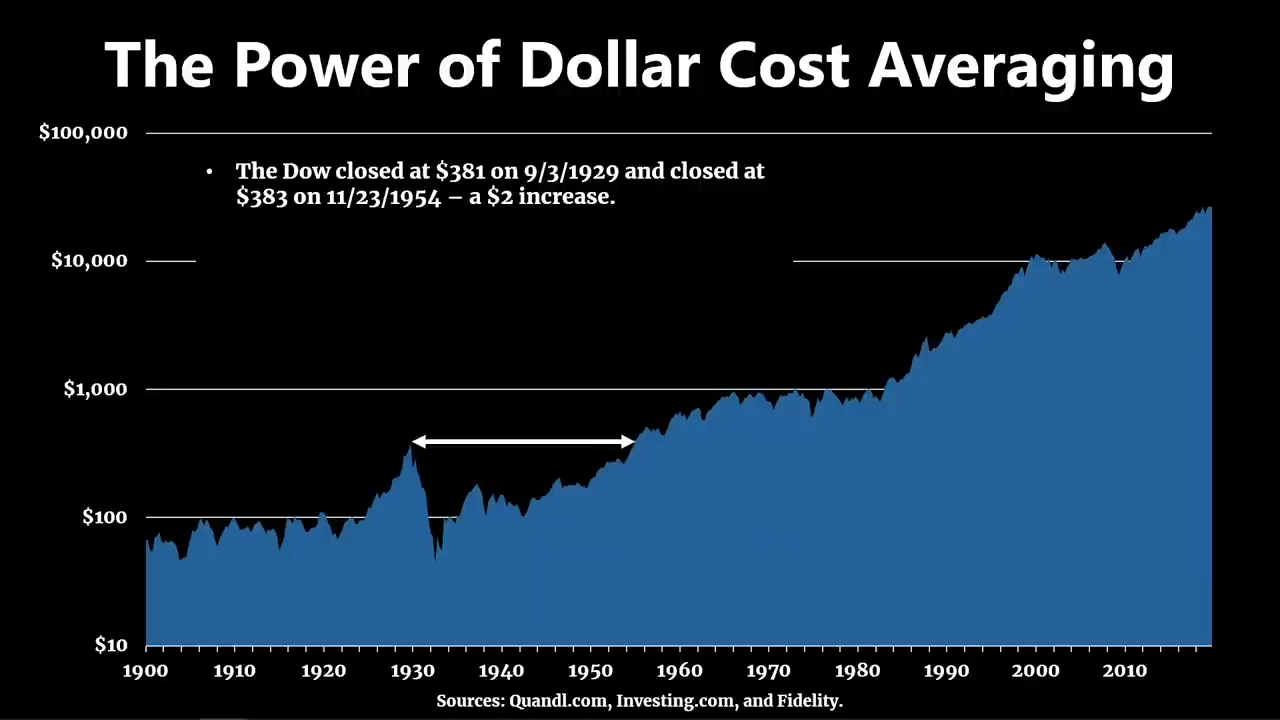 The Power of Dollar Cost Averaging
$100,000
• The Dow closed at $381 on 9/3/1929 and closed at
$383 on 11/23/1954 – a $2 increase.
$10,000
$1,000
$100
$10
1900 1910 1920 1930 1940 1950 1960 1970 1980 1990 2000 2010
Sources: Quandl.com, Investing.com, and Fidelity.